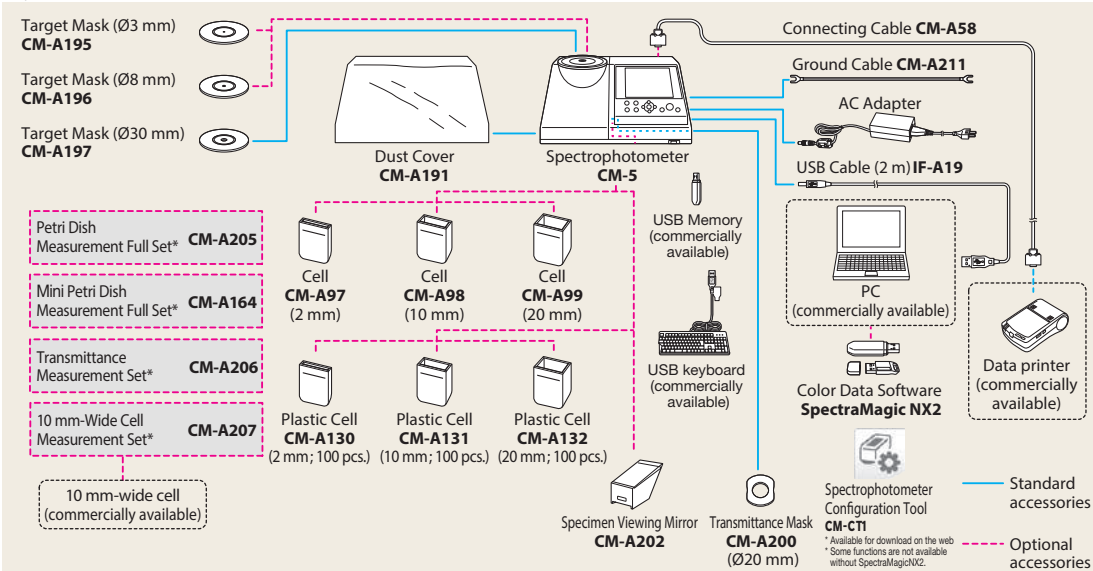 Target Mask (Ø3 mm)
CM-A195
Target Mask (Ø8 mm)
CM-A196
Target Mask (Ø30 mm)
CM-A197
Dust Cover
CM-A191
Spectrophotometer
CM-5
Connecting Cable CM-A58
Ground Cable CM-A211
AC Adapter
USB Cable (2 m) IF-A19
USB Memory
(commercially
available)
USB keyboard
(commercially
available)
PC
(commercially available)
Color Data Software
SpectraMagic NX2
Data printer
(commercially
available)
Petri Dish
Measurement Full Set* CM-A205
Mini Petri Dish
Measurement Full Set* CM-A164
Transmittance
Measurement Set* CM-A206
10 mm-Wide Cell
Measurement Set* CM-A207
10 mm-wide cell
(commercially available)
Cell
CM-A97
(2 mm)
Cell
CM-A98
(10 mm)
Cell
CM-A99
(20 mm)
Plastic Cell
CM-A130
(2 mm; 100 pcs.)
Plastic Cell
CM-A131
(10 mm; 100 pcs.)
Plastic Cell
CM-A132
(20 mm; 100 pcs.)
Specimen Viewing Mirror
CM-A202
Transmittance Mask
CM-A200
(Ø20 mm)
Spectrophotometer
Configuration Tool
CM-CT1
* Available for download on the web
* Some functions are not available
without SpectraMagicNX2.
Standard
accessories
Optional
accessories